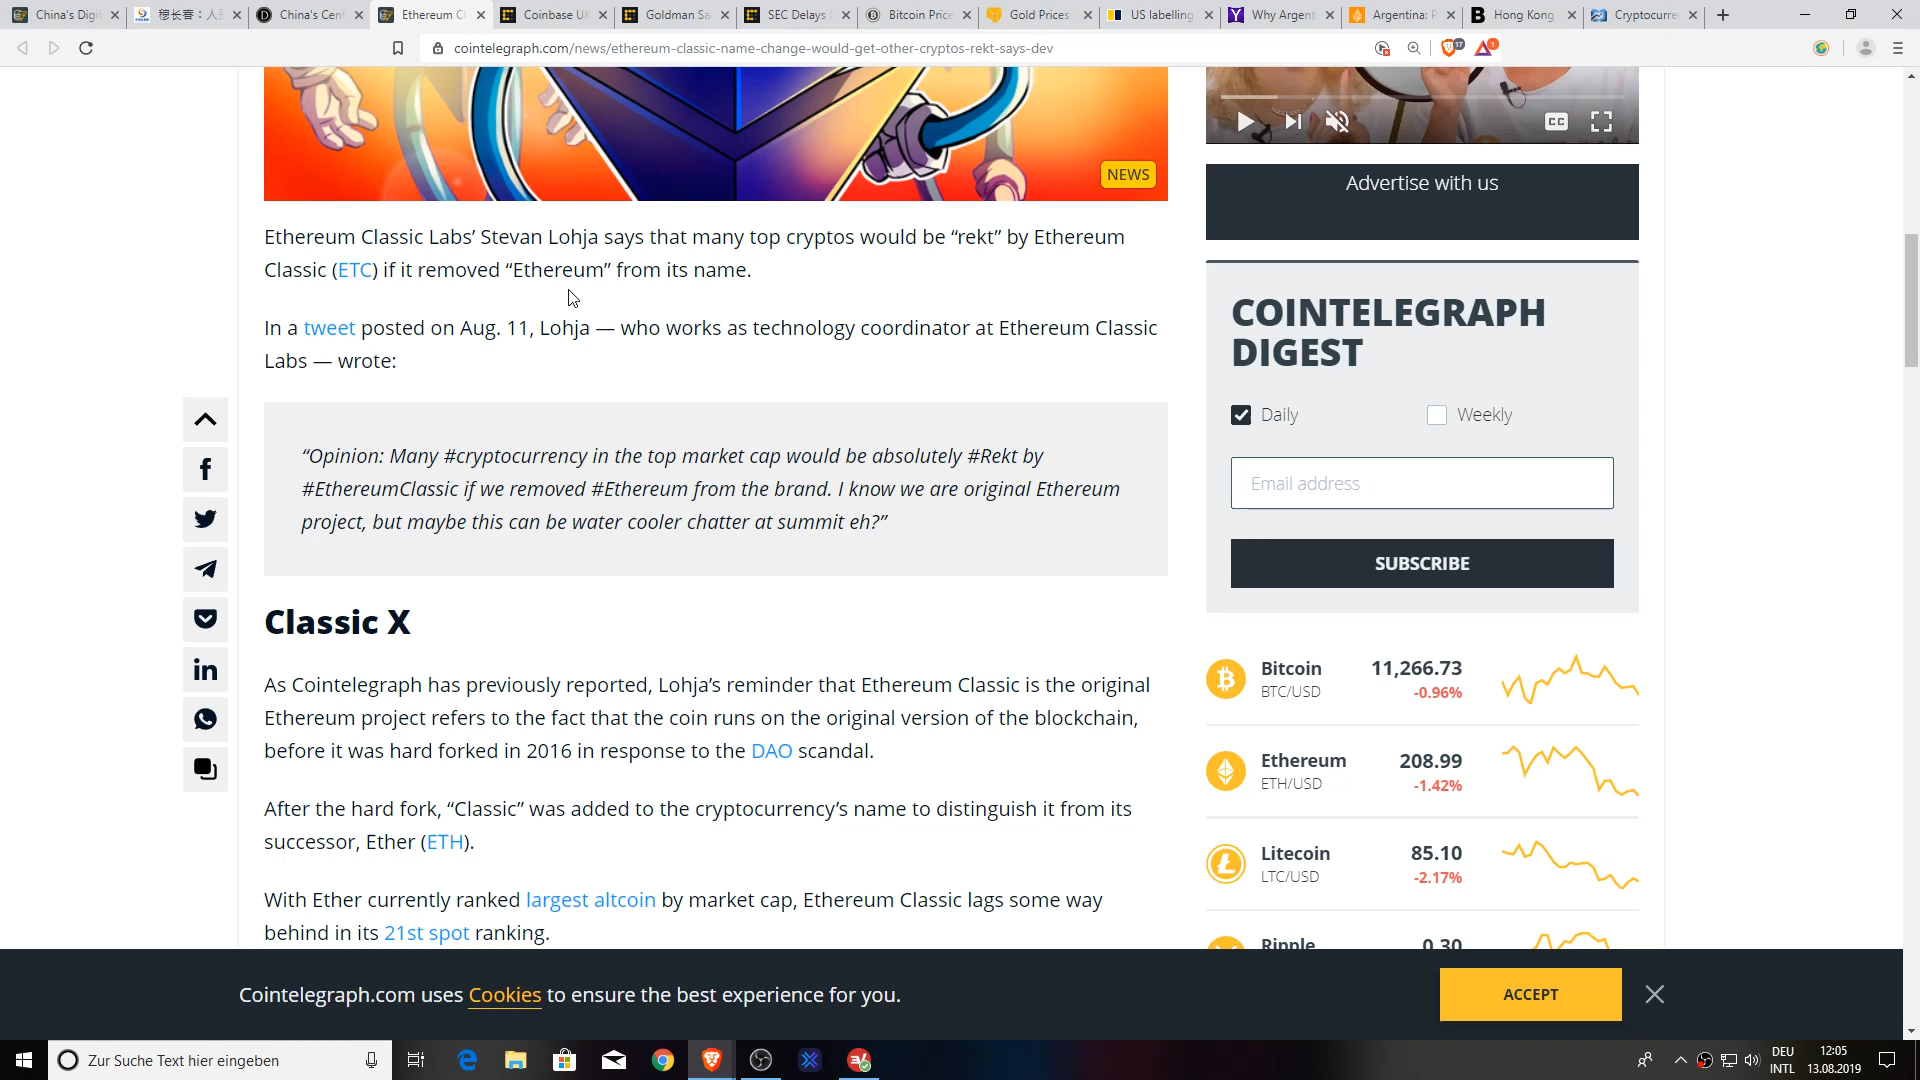 China's Digi
穆长春：人民
China's Cent
Ethereum Cl
Coinbase UK
Goldman Sa
SEC Delays
Bitcoin Price
Gold Prices
US labelling
Why Argent
Argentina: P
Hong Kong
Cryptocurre
cointelegraph.com/news/ethereum-classic-name-change-would-get-other-cryptos-rekt-says-dev
17
1
NEWS
CC
Advertise with us
Ethereum Classic Labs’ Stevan Lohja says that many top cryptos would be “rekt” by Ethereum
Classic (ETC) if it removed “Ethereum” from its name.
In a tweet posted on Aug. 11, Lohja — who works as technology coordinator at Ethereum Classic
Labs — wrote:
“Opinion: Many #cryptocurrency in the top market cap would be absolutely #Rekt by
#EthereumClassic if we removed #Ethereum from the brand. I know we are original Ethereum
project, but maybe this can be water cooler chatter at summit eh?”
Classic X
As Cointelegraph has previously reported, Lohja’s reminder that Ethereum Classic is the original
Ethereum project refers to the fact that the coin runs on the original version of the blockchain,
before it was hard forked in 2016 in response to the DAO scandal.
After the hard fork, “Classic” was added to the cryptocurrency’s name to distinguish it from its
successor, Ether (ETH).
With Ether currently ranked largest altcoin by market cap, Ethereum Classic lags some way
behind in its 21st spot ranking.
COINTELEGRAPH
DIGEST
Daily
Weekly
Email address
SUBSCRIBE
Bitcoin 11,266.73
BTC/USD -0.96%
Ethereum 208.99
ETH/USD -1.42%
Litecoin 85.10
LTC/USD -2.17%
Ripple 0.30
Cointelegraph.com uses Cookies to ensure the best experience for you.
ACCEPT
Zur Suche Text hier eingeben
DEU
INTL
12:05
13.08.2019